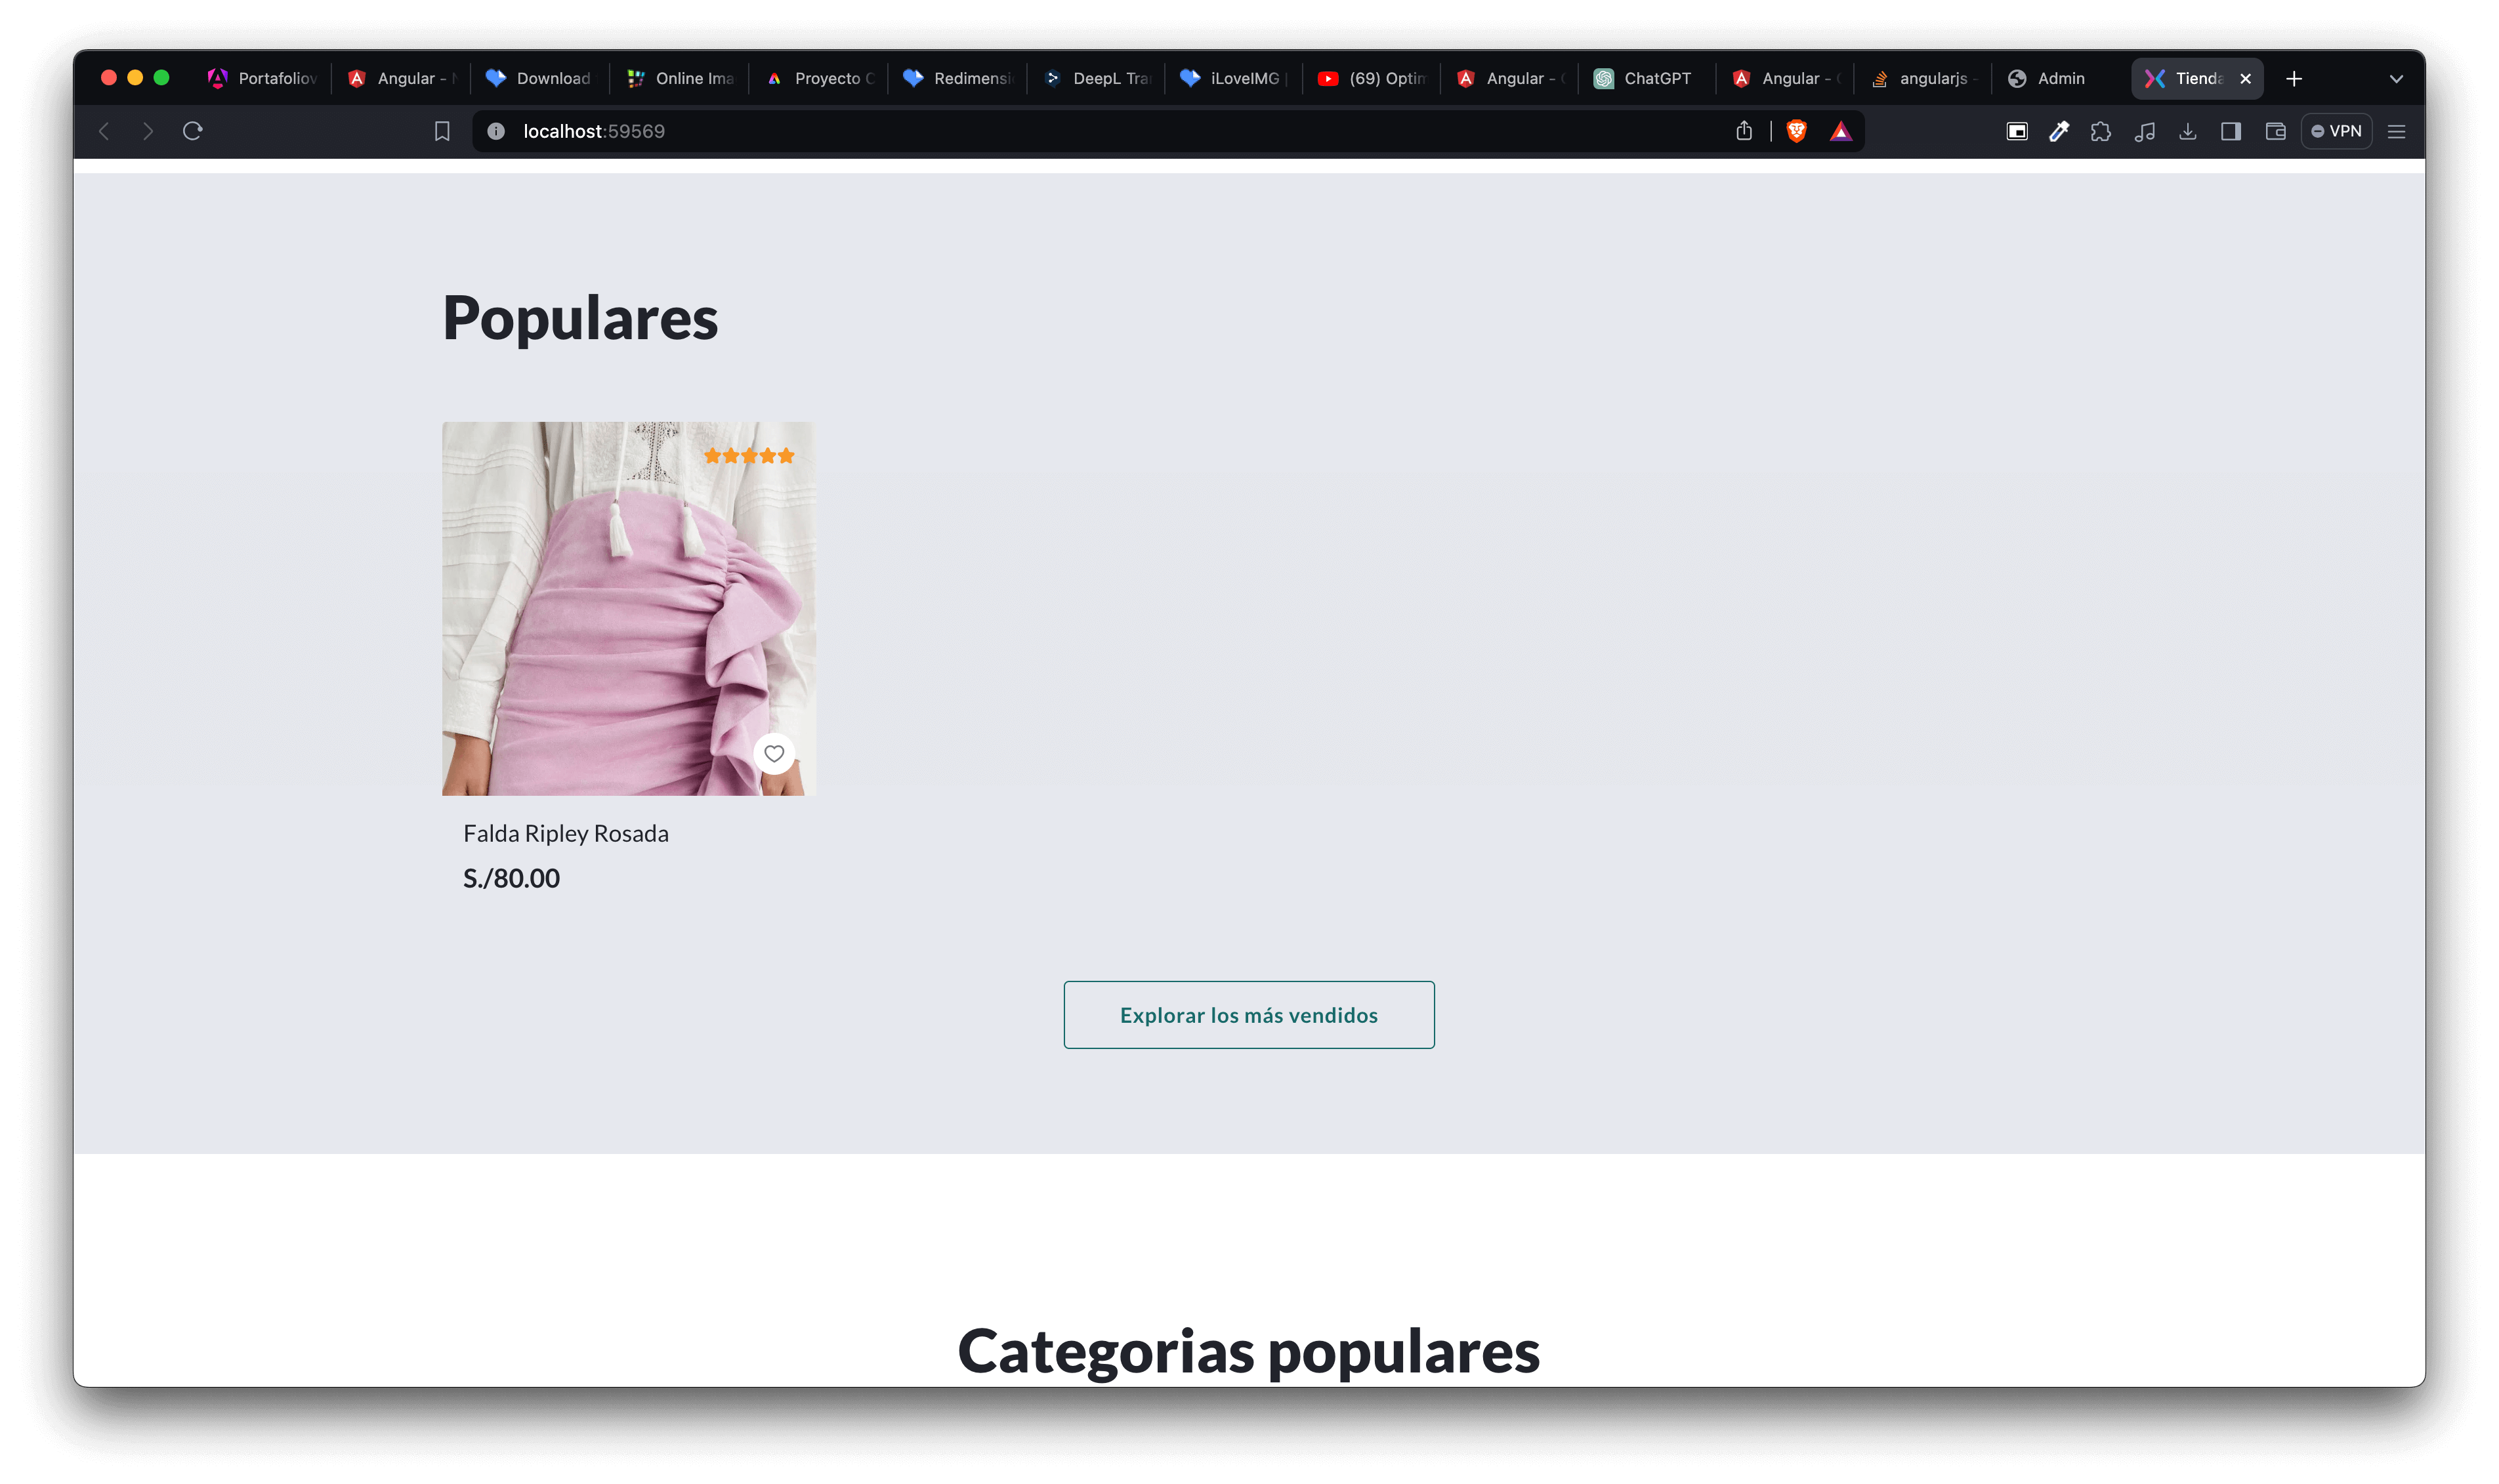 Portafoliov
Angular -
Download
Online Ima
Proyecto
Redimensi
DeepL Tra
iLoveIMG
(69) Optim
Angular -
ChatGPT
Angular -
angularjs -
Admin
Tienda
localhost:59569
VPN
Populares
Falda Ripley Rosada
S./80.00
Explorar los más vendidos
Categorias populares